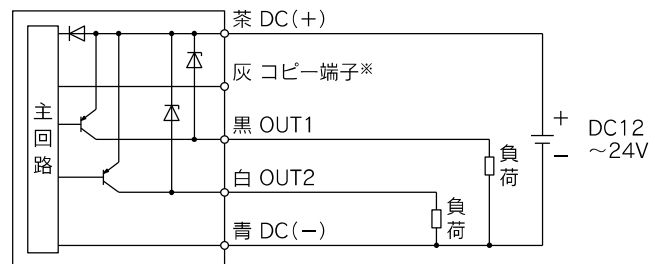 茶 DC(+)
灰 コピー端子※
主回路
黒 OUT1
負荷
+
−
DC12
～24V
白 OUT2
負荷
青 DC(−)